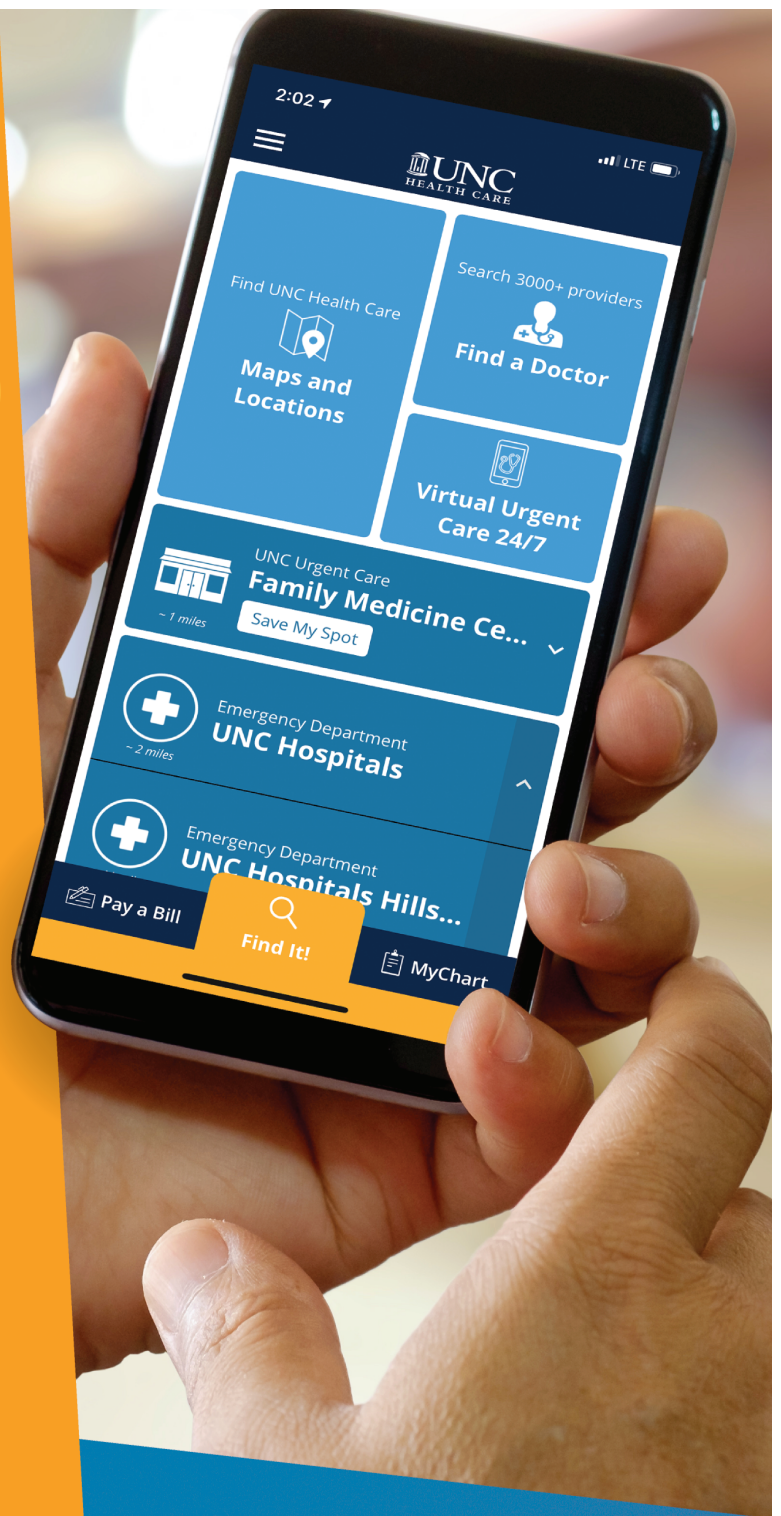 2:02
LTE
UNC
HEALTH CARE
Find UNC Health Care
Maps and
Locations
Search 3000+ providers
Find a Doctor
Virtual Urgent
Care 24/7
UNC Urgent Care
Family Medicine Ce...
~ 1 miles
Save My Spot
Emergency Department
UNC Hospitals
~ 2 miles
Emergency Department
UNC Hospitals Hills...
Pay a Bill
Find It!
MyChart